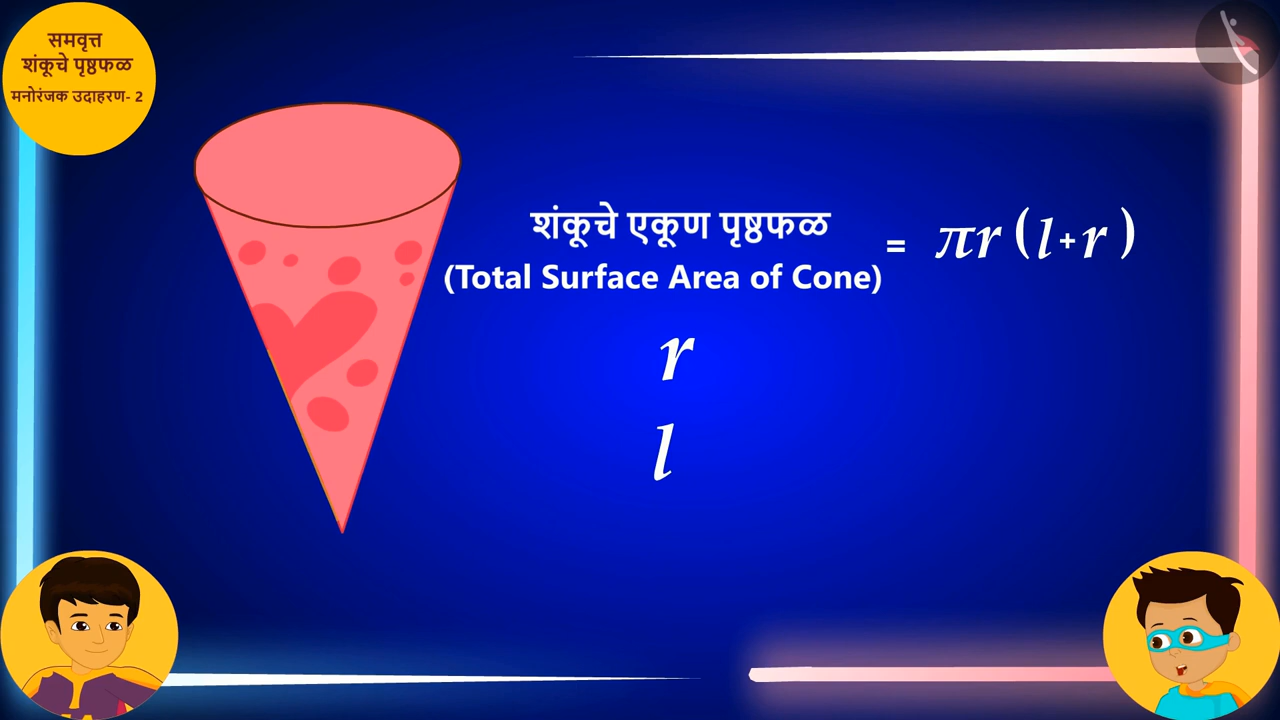 समवृत्त
शंकूचे पृष्ठफळ
मनोरंजक उदाहरण- 2
शंकूचे एकूण पृष्ठफळ
(Total Surface Area of Cone) = πr (l+r)
r
l